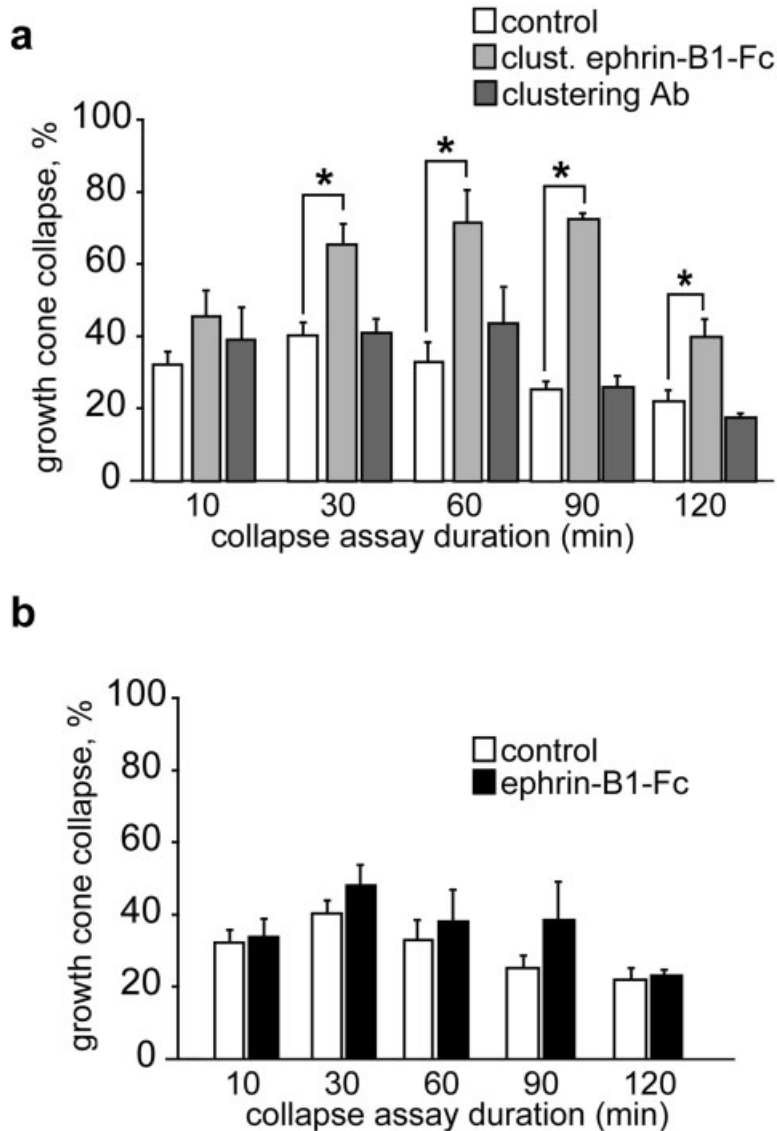 a
control
clust. ephrin-B1-Fc
clustering Ab
growth cone collapse, %
100
80
60
40
20
0
* * * *
10 30 60 90 120
collapse assay duration (min)
b
control
ephrin-B1-Fc
growth cone collapse, %
100
80
60
40
20
0
10 30 60 90 120
collapse assay duration (min)